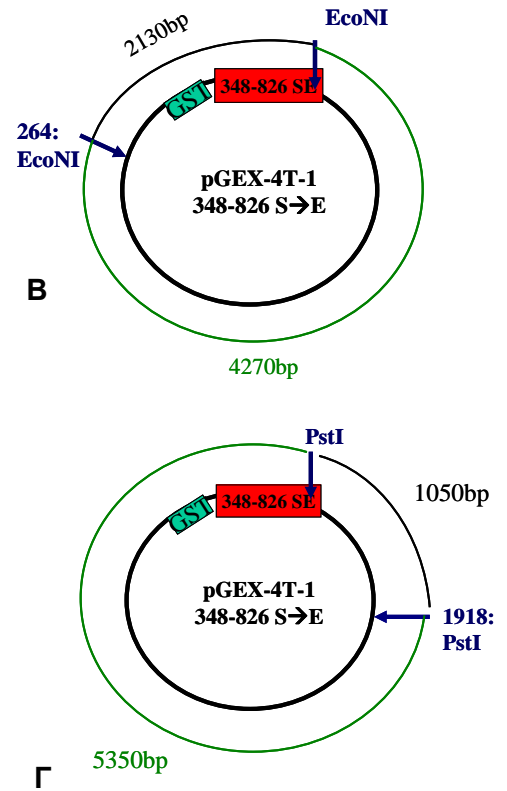 2130bp
EcoNI
GST
348-826 SE
264:
EcoNI
pGEX-4T-1
348-826 S→E
B
4270bp
PstI
GST
348-826 SE
1050bp
pGEX-4T-1
348-826 S→E
1918:
PstI
5350bp
Γ